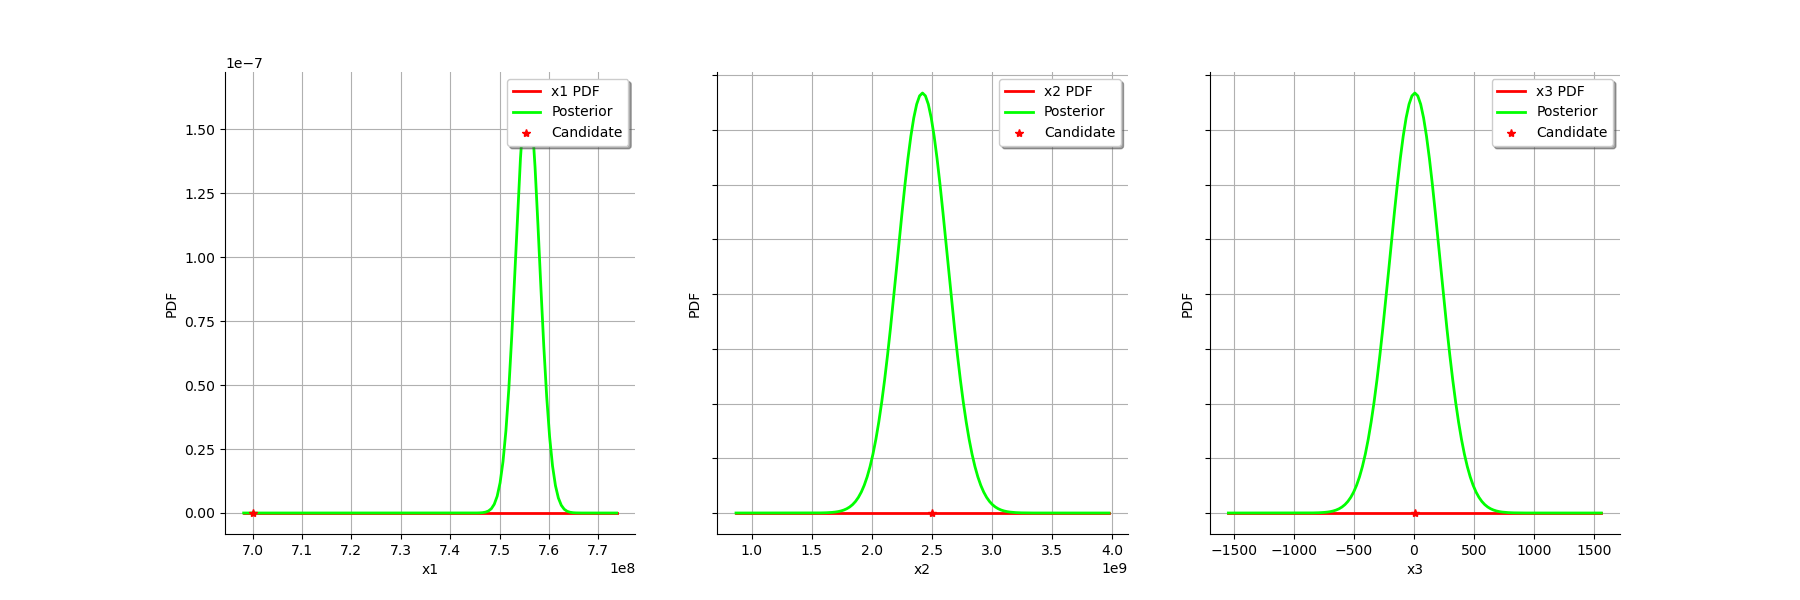 1e−7
1.50
1.25
1.00
0.75
0.50
0.25
0.00
PDF
7.0 7.1 7.2 7.3 7.4 7.5 7.6 7.7
1e8
x1
x1 PDF
Posterior
Candidate
PDF
1.0 1.5 2.0 2.5 3.0 3.5 4.0
1e9
x2
x2 PDF
Posterior
Candidate
PDF
−1500 −1000 −500 0 500 1000 1500
x3
x3 PDF
Posterior
Candidate